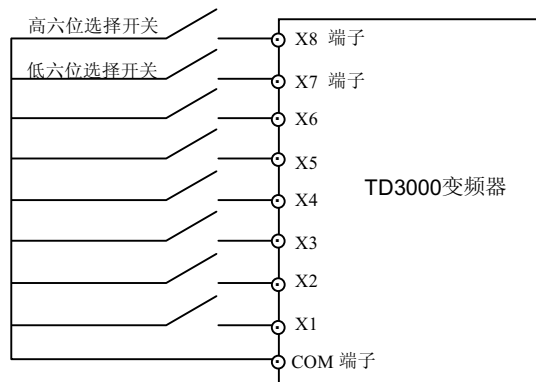 高六位选择开关
X8 端子
低六位选择开关
X7 端子
X6
X5
X4
TD3000变频器
X3
X2
X1
COM 端子